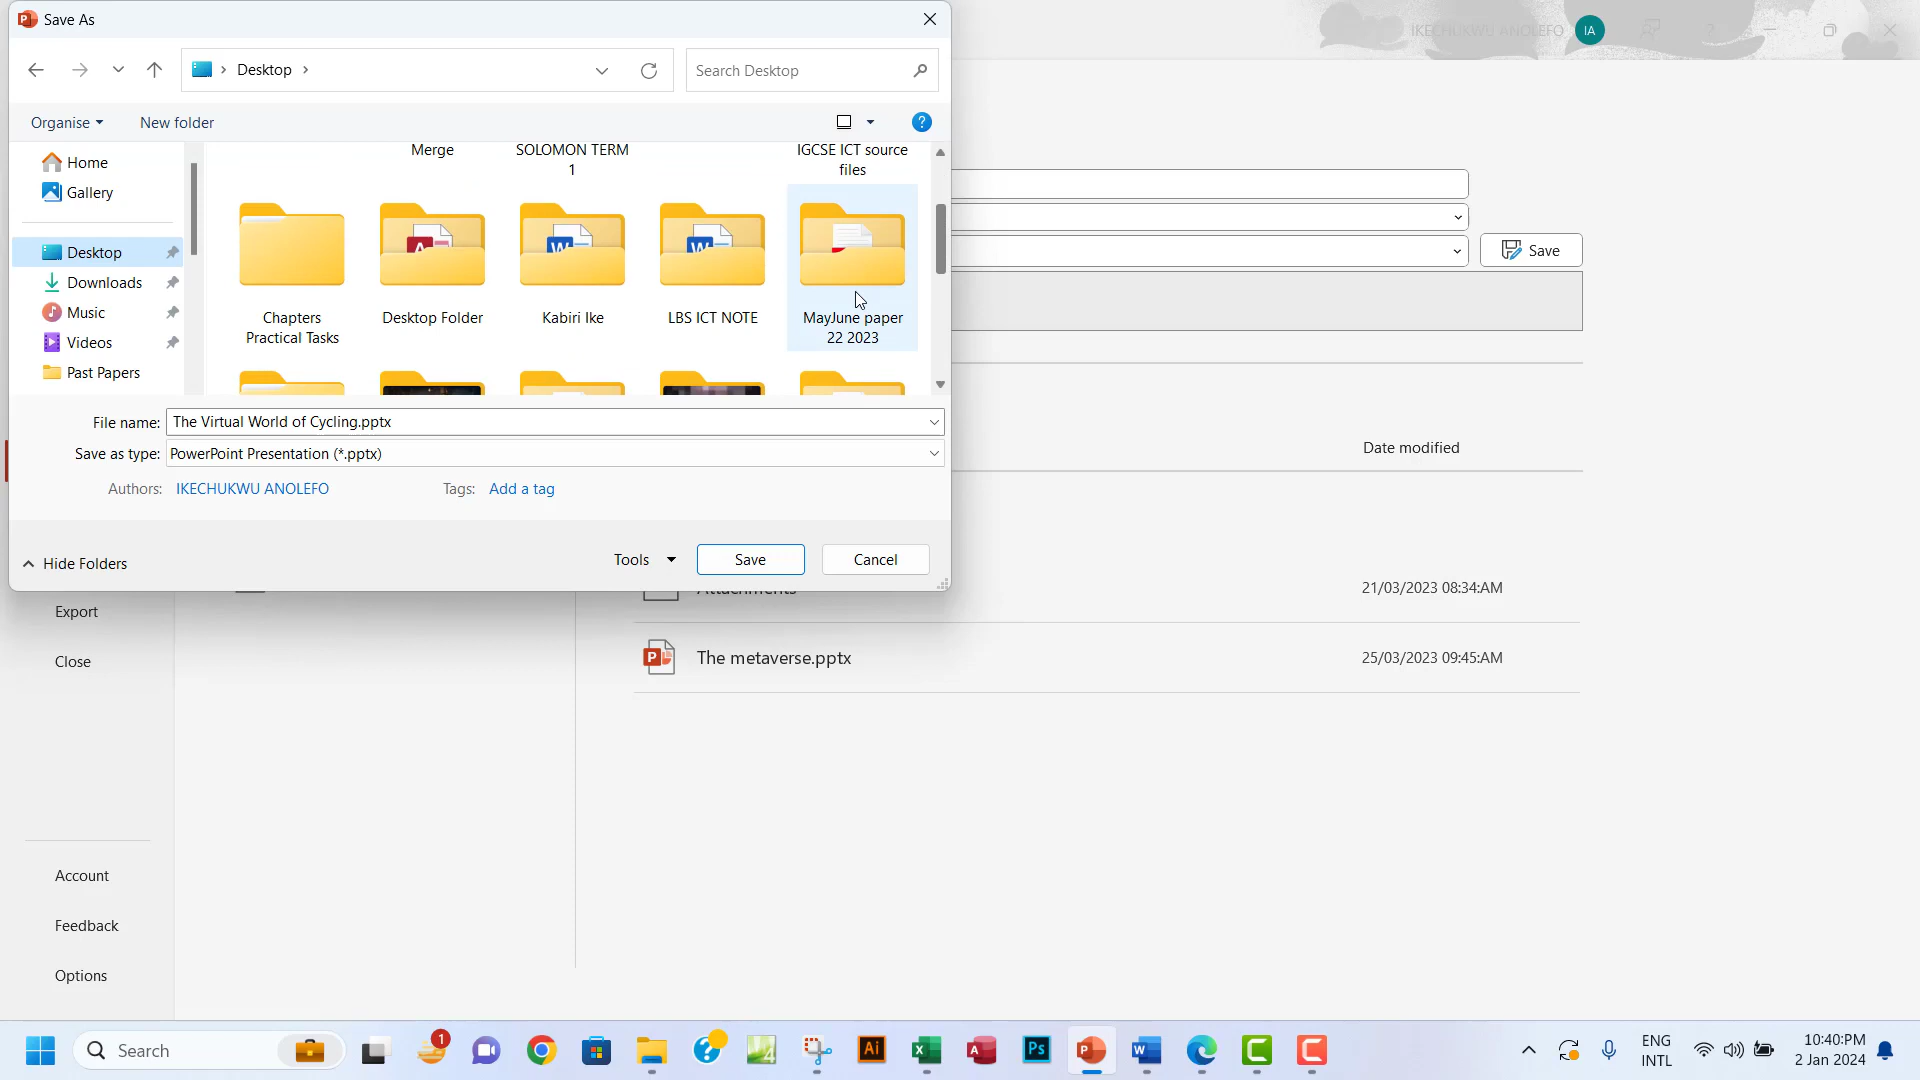 Save As
IKECHUKWU ANOLEFO
IA
Desktop
Search Desktop
Organise
New folder
Home
Gallery
Desktop
Downloads
Music
Videos
Past Papers
Merge
SOLOMON TERM
1
IGCSE ICT source
files
Chapters
Practical Tasks
Desktop Folder
Kabiri Ike
LBS ICT NOTE
MayJune paper
22 2023
Save
File name:
The Virtual World of Cycling.pptx
Save as type:
PowerPoint Presentation (*.pptx)
Authors:
IKECHUKWU ANOLEFO
Tags:
Add a tag
Date modified
Hide Folders
Tools
Save
Cancel
Attachments
21/03/2023 08:34:AM
Export
Close
The metaverse.pptx
25/03/2023 09:45:AM
Account
Feedback
Options
Search
1
Ai
Ps
ENG
INTL
10:40:PM
2 Jan 2024